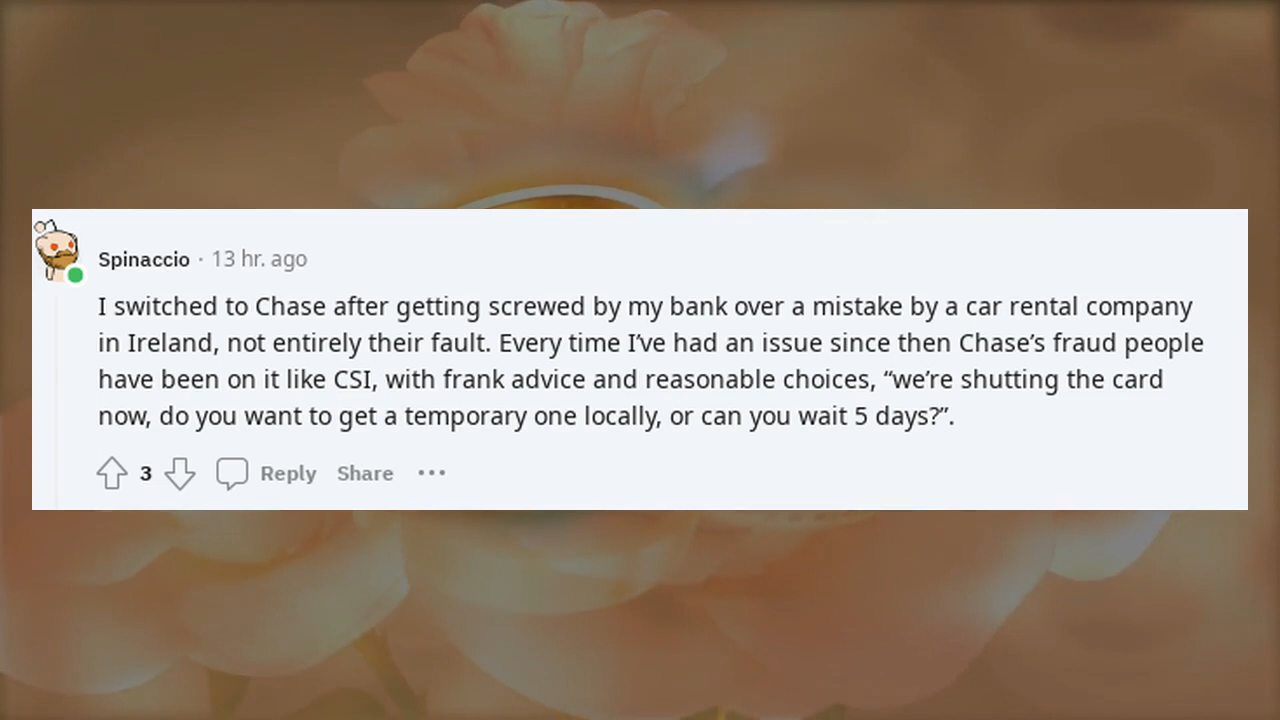 Spinaccio · 13 hr. ago
I switched to Chase after getting screwed by my bank over a mistake by a car rental company
in Ireland, not entirely their fault. Every time I’ve had an issue since then Chase’s fraud people
have been on it like CSI, with frank advice and reasonable choices, “we’re shutting the card
now, do you want to get a temporary one locally, or can you wait 5 days?”.
3 Reply Share